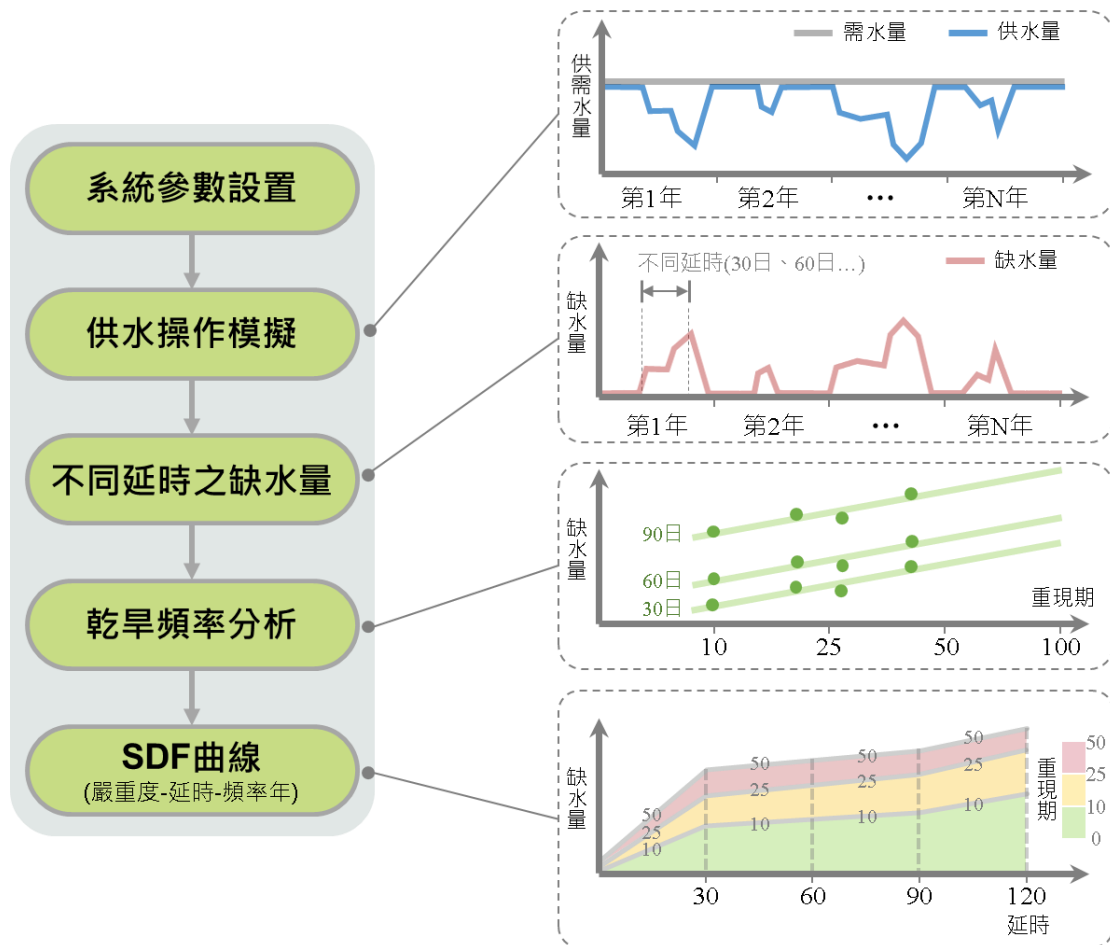 系統參數設置
供水操作模擬
不同延時之缺水量
乾旱頻率分析
SDF曲線
(嚴重度-延時-頻率年)
需水量 供水量
供需水量
第1年 第2年 ... 第N年
不同延時(30日、60日...) 缺水量
缺水量
第1年 第2年 ... 第N年
缺水量
90日
60日
30日
重現期
10 25 50 100
缺水量
50 50 50 50
25 25 25 25
10 10 10 10
重現期
50
25
10
0
30 60 90 120
延時